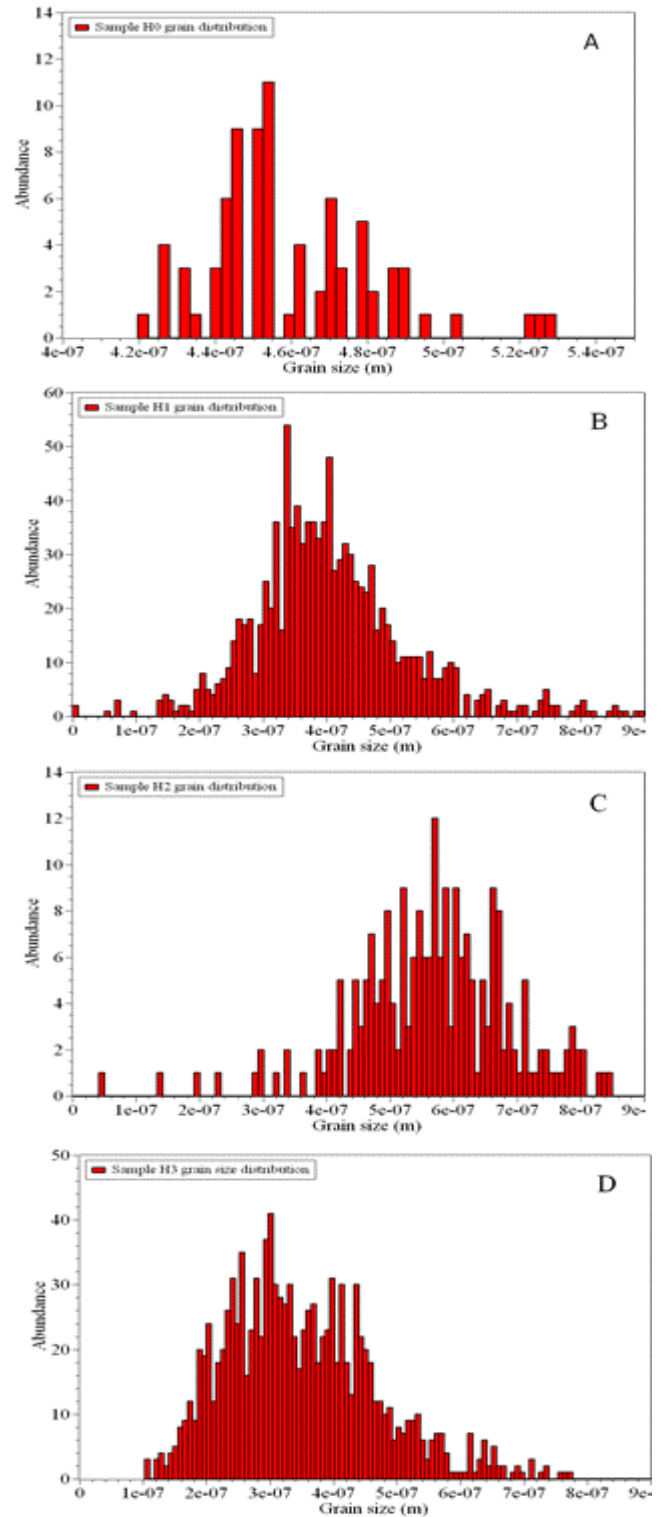 Sample H0 grain distribution
A
14
12
10
8
6
4
2
0
Abundance
4e-07 4.2e-07 4.4e-07 4.6e-07 4.8e-07 5e-07 5.2e-07 5.4e-07
Grain size (m)
Sample H1 grain distribution
B
60
50
40
30
20
10
0
Abundance
0 1e-07 2e-07 3e-07 4e-07 5e-07 6e-07 7e-07 8e-07 9e-
Grain size (m)
Sample H2 grain distribution
C
14
12
10
8
6
4
2
0
Abundance
0 1e-07 2e-07 3e-07 4e-07 5e-07 6e-07 7e-07 8e-07 9e-
Grain size (m)
Sample H3 grain size distribution
D
50
40
30
20
10
0
Abundance
0 1e-07 2e-07 3e-07 4e-07 5e-07 6e-07 7e-07 8e-07 9e-
Grain size (m)